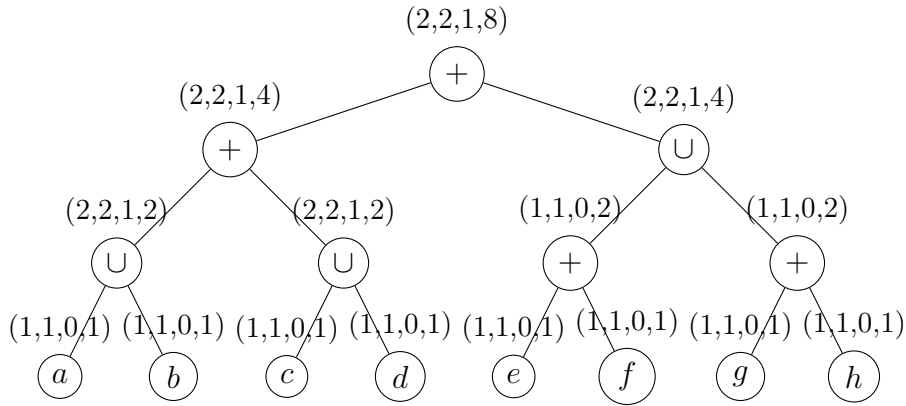 (2,2,1,8)
+
(2,2,1,4) (2,2,1,4)
+ ∪
(2,2,1,2) (2,2,1,2) (1,1,0,2) (1,1,0,2)
∪ ∪ + +
(1,1,0,1) (1,1,0,1) (1,1,0,1) (1,1,0,1) (1,1,0,1) (1,1,0,1) (1,1,0,1) (1,1,0,1)
a b c d e f g h